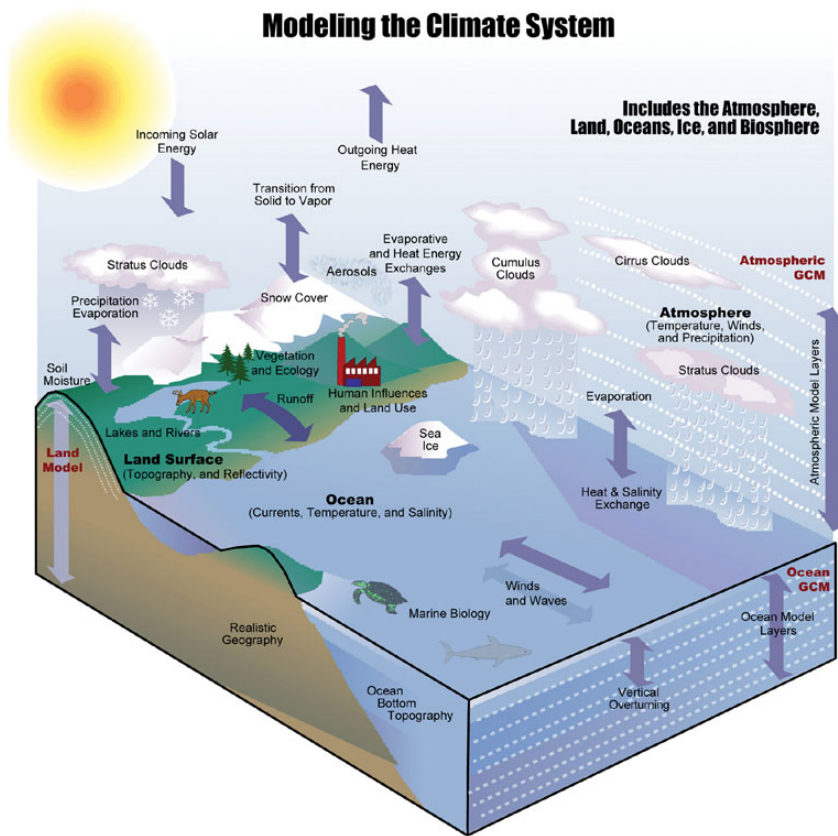 Modeling the Climate System
Includes the Atmosphere,
Land, Oceans, Ice, and Biosphere
Incoming Solar
Energy
Outgoing Heat
Energy
Transition from
Solid to Vapor
Evaporative
and Heat Energy
Exchanges
Stratus Clouds
Aerosols
Cumulus
Clouds
Cirrus Clouds
Atmospheric
GCM
Precipitation
Evaporation
Snow Cover
Atmosphere
(Temperature, Winds,
and Precipitation)
Soil
Moisture
Vegetation
and Ecology
Stratus Clouds
Atmospheric Model Layers
Human Influences
and Land Use
Runoff
Evaporation
Lakes and Rivers
Sea
Ice
Land
Model
Land Surface
(Topography, and Reflectivity)
Ocean
(Currents, Temperature, and Salinity)
Heat & Salinity
Exchange
Ocean
GCM
Winds
and Waves
Marine Biology
Ocean Model
Layers
Realistic
Geography
Ocean
Bottom
Topography
Vertical
Overturning